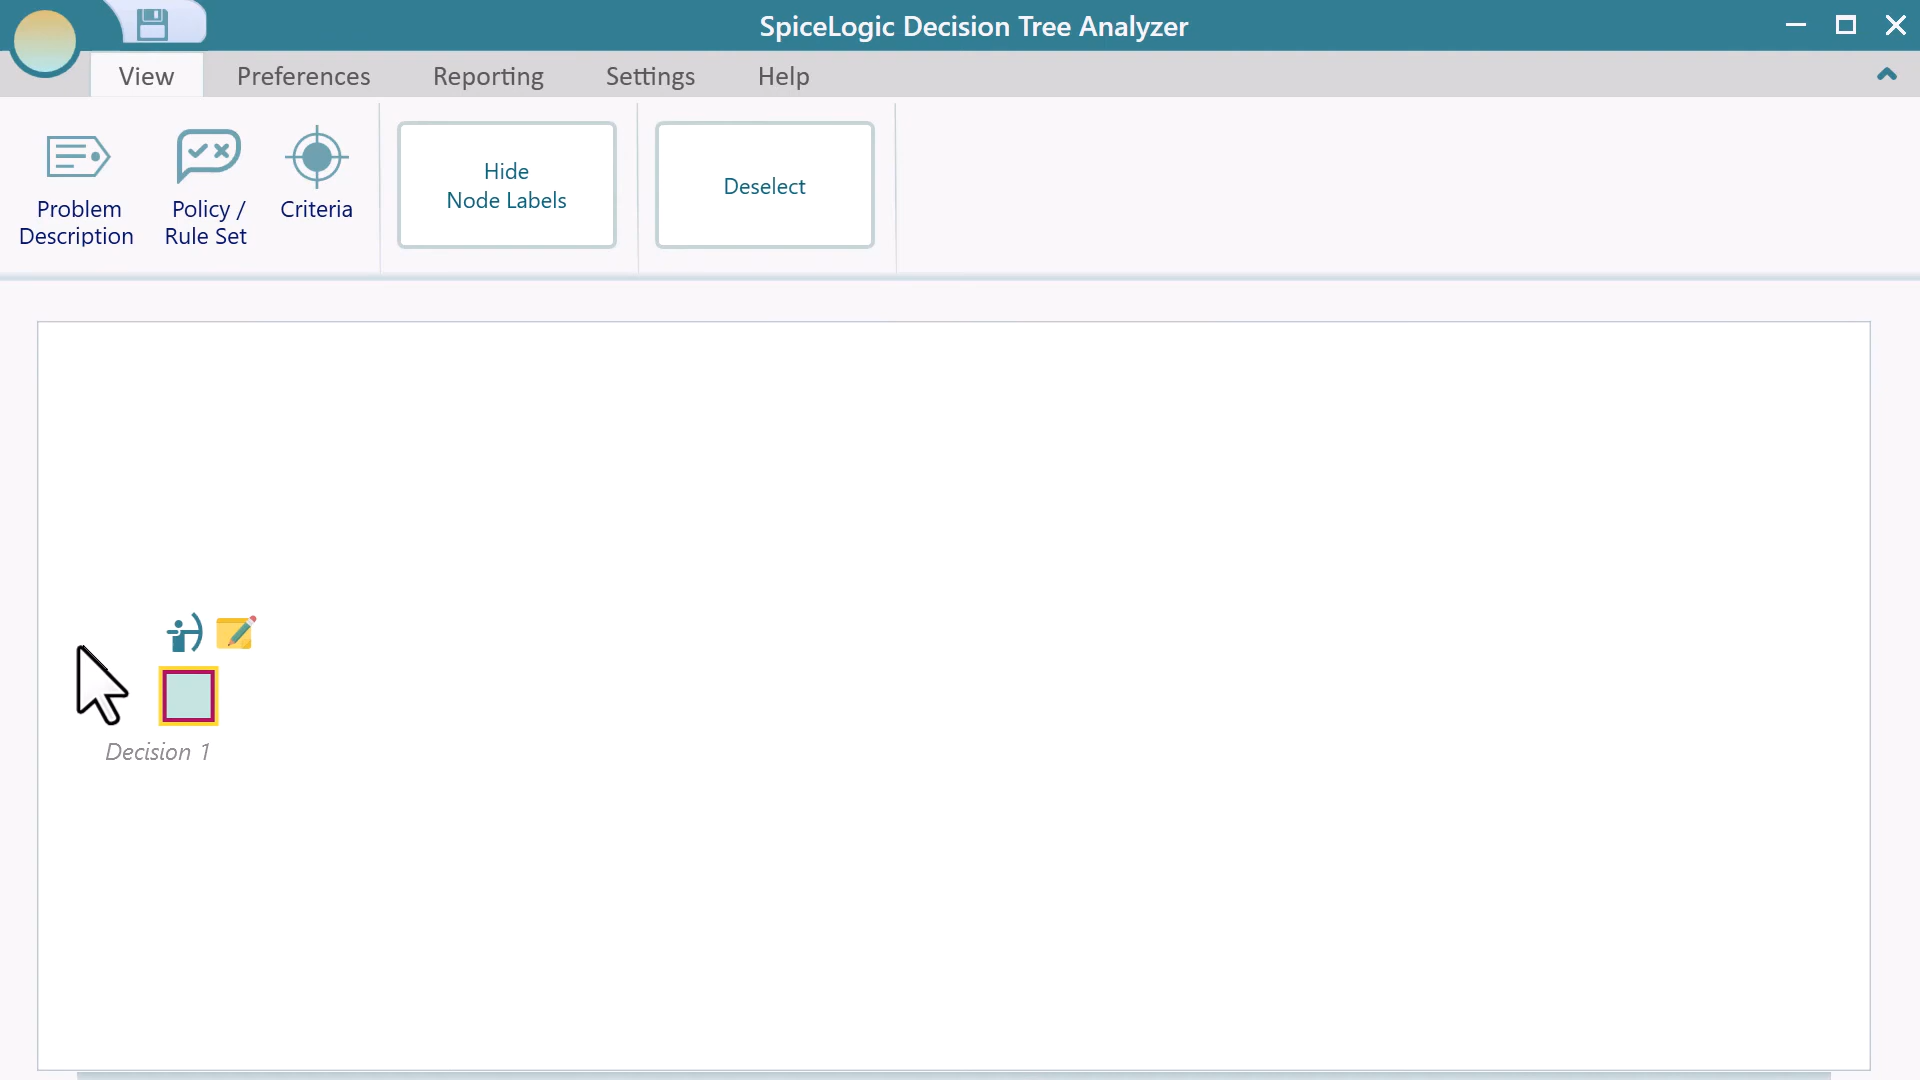 SpiceLogic Decision Tree Analyzer
View Preferences Reporting Settings Help
Problem
Description
Policy /
Rule Set
Criteria
Hide
Node Labels
Deselect
Decision 1